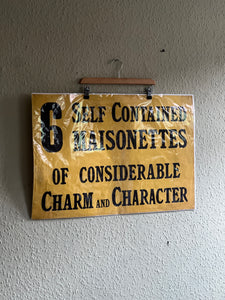 6 SELF CONTAINED
MAISONETTES
OF CONSIDERABLE
CHARM AND CHARACTER